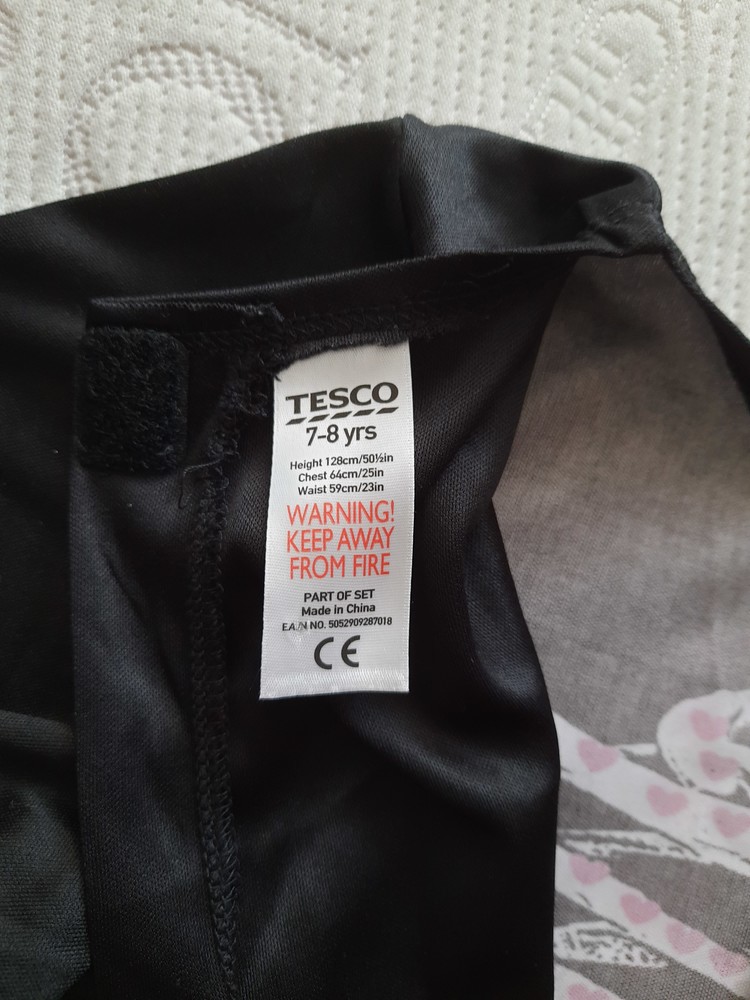 TESCO
7-8 yrs
Height 128cm/50½in
Chest 64cm/25in
Waist 59cm/23in
WARNING!
KEEP AWAY
FROM FIRE
PART OF SET
Made in China
EA/N NO. 5052909287018
CE